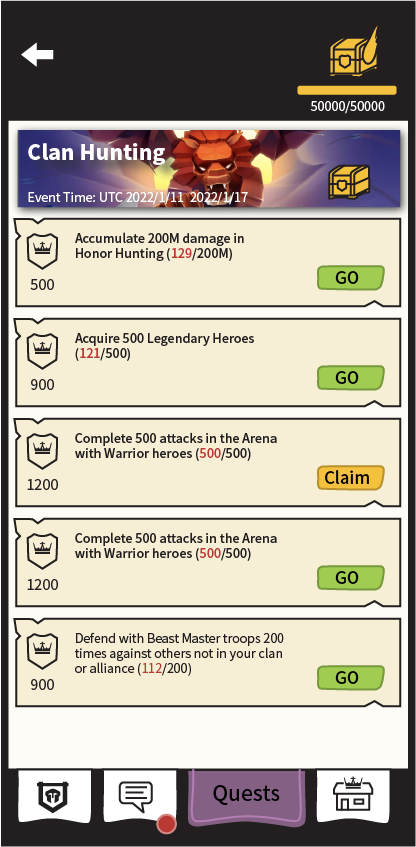 50000/50000
Clan Hunting
Event Time: UTC 2022/1/11 2022/1/17
Accumulate 200M damage in
Honor Hunting (129/200M)
500
GO
Acquire 500 Legendary Heroes
(121/500)
900
GO
Complete 500 attacks in the Arena
with Warrior heroes (500/500)
1200
Claim
Complete 500 attacks in the Arena
with Warrior heroes (500/500)
1200
GO
Defend with Beast Master troops 200
times against others not in your clan
or alliance (112/200)
900
GO
Quests